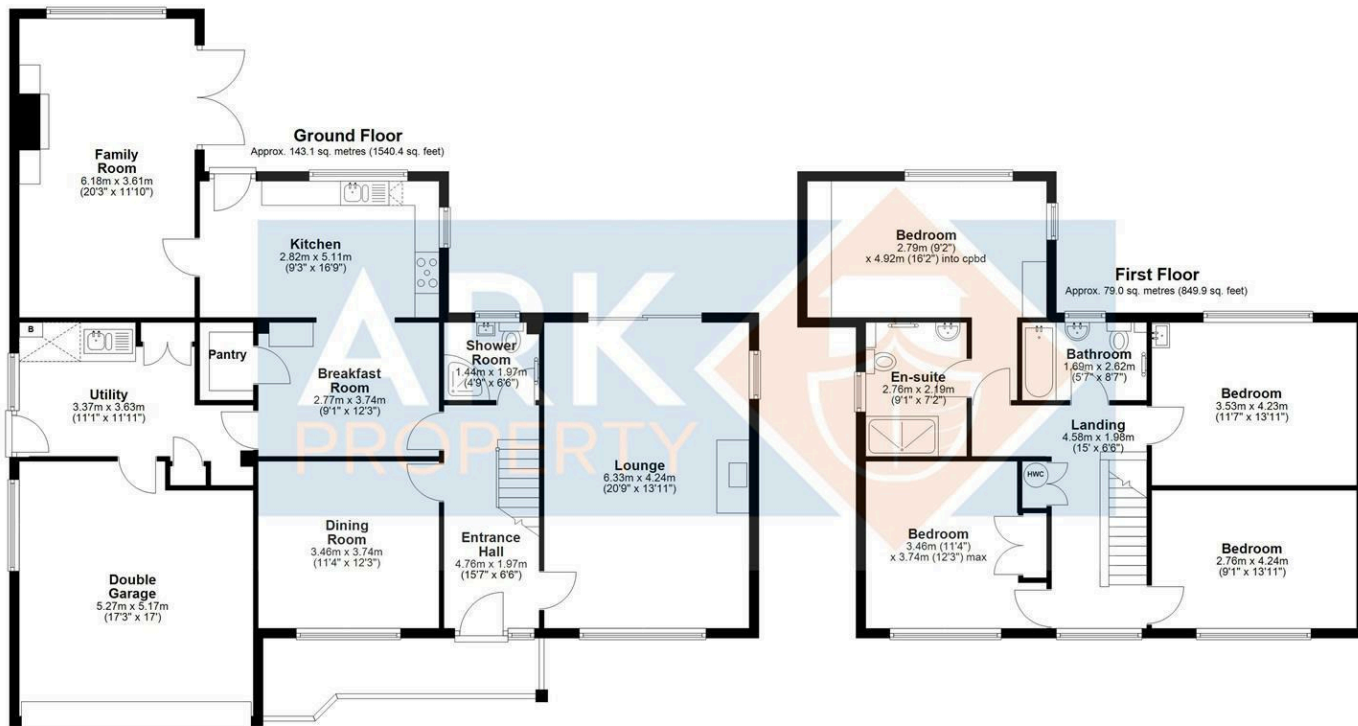 Ground Floor
Approx. 143.1 sq. metres (1540.4 sq. feet)
Family
Room
6.18m x 3.61m
(20'3" x 11'10")
Kitchen
2.82m x 5.11m
(9'3" x 16'9")
B
Utility
3.37m x 3.63m
(11'1" x 11'11")
Pantry
Breakfast
Room
2.77m x 3.74m
(9'1" x 12'3")
Shower
Room
1.44m x 1.97m
(4'9" x 6'6")
Lounge
6.33m x 4.24m
(20'9" x 13'11")
Dining
Room
3.46m x 3.74m
(11'4" x 12'3")
Entrance
Hall
4.76m x 1.97m
(15'7" x 6'6")
Double
Garage
5.27m x 5.17m
(17'3" x 17')
First Floor
Approx. 79.0 sq. metres (849.9 sq. feet)
Bedroom
2.79m (9'2")
x 4.92m (16'2") into cpbd
En-suite
2.76m x 2.19m
(9'1" x 7'2")
Bathroom
1.69m x 2.62m
(5'7" x 8'7")
Bedroom
3.53m x 4.23m
(11'7" x 13'11")
Landing
4.58m x 1.98m
(15' x 6'6")
HWC
Bedroom
3.46m (11'4")
x 3.74m (12'3") max
Bedroom
2.76m x 4.24m
(9'1" x 13'11")
ARK
PROPERTY